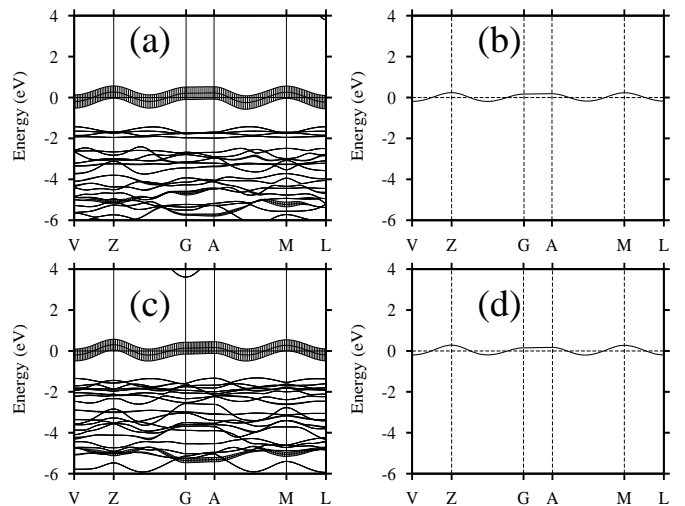 (a)
4
2
0
-2
-4
-6
Energy (eV)
V Z G A M L
(b)
4
2
0
-2
-4
-6
Energy (eV)
V Z G A M L
(c)
4
2
0
-2
-4
-6
Energy (eV)
V Z G A M L
(d)
4
2
0
-2
-4
-6
Energy (eV)
V Z G A M L